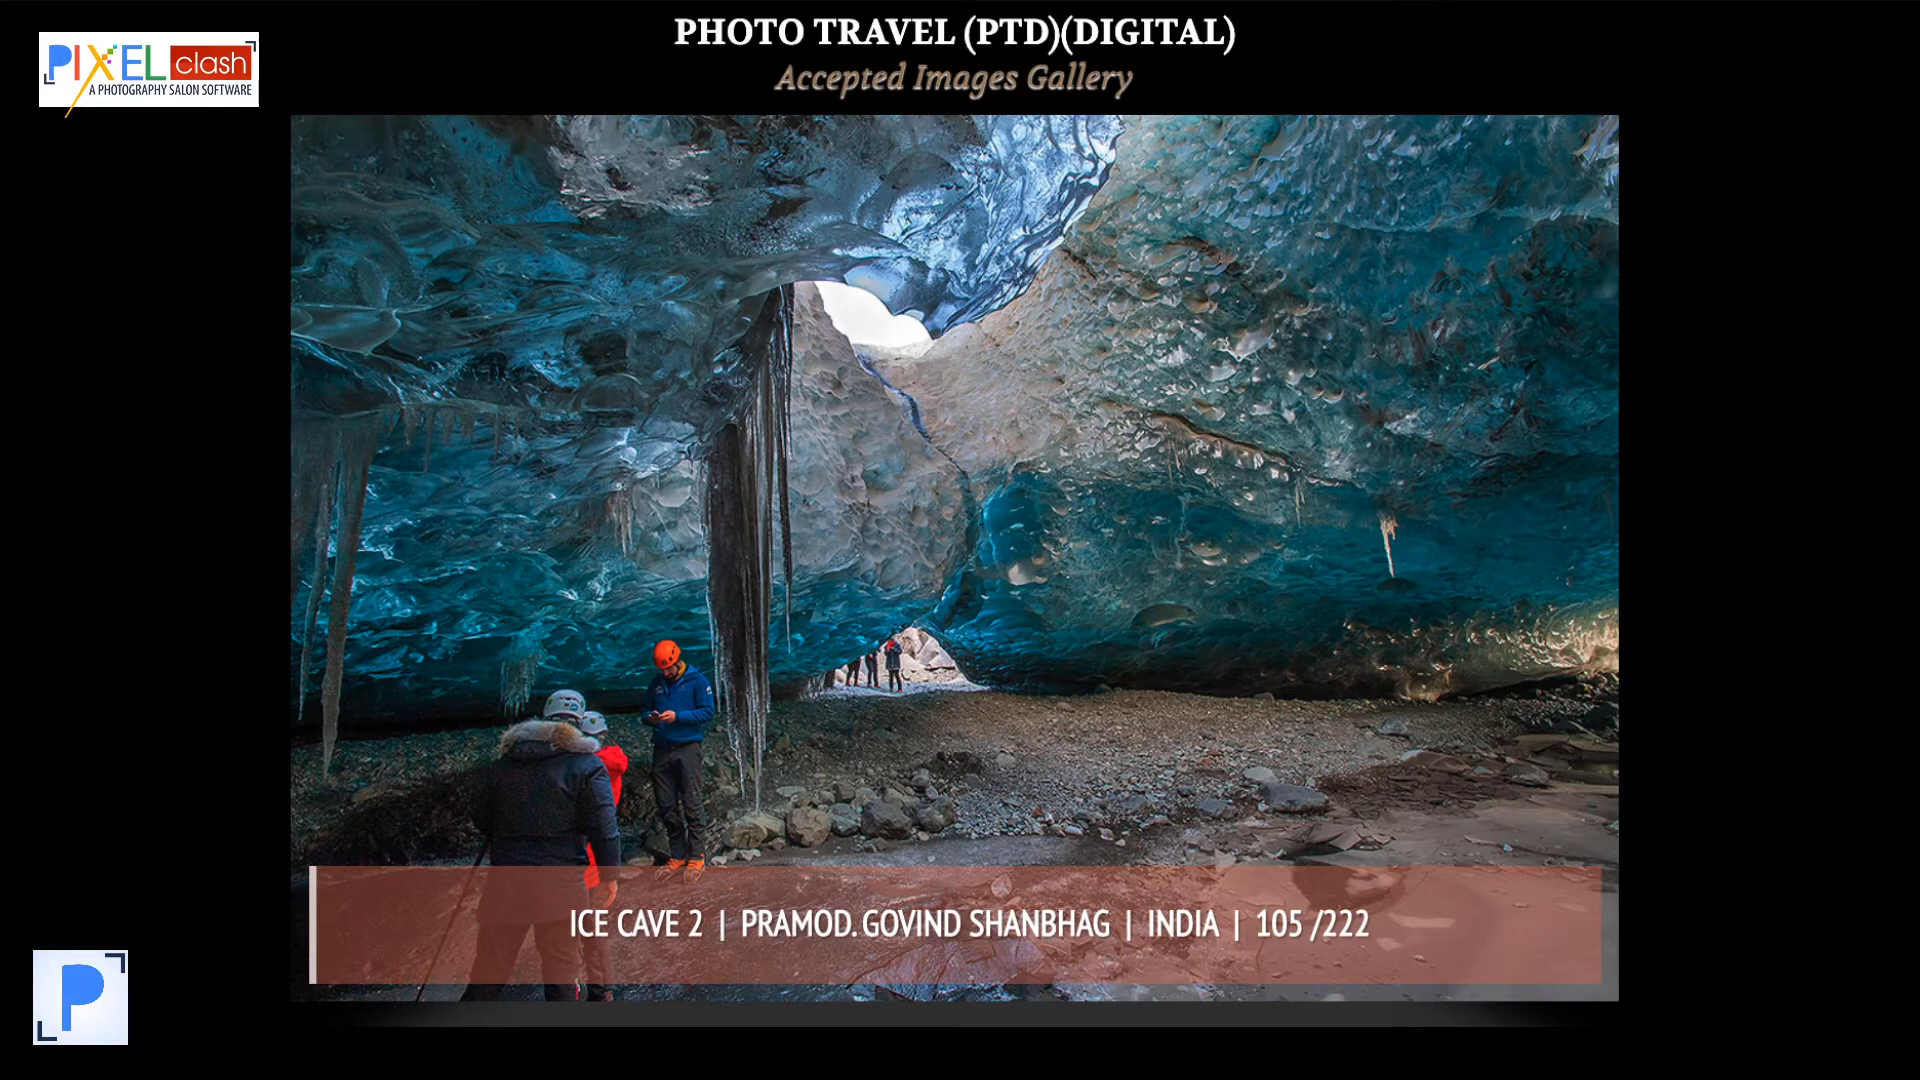 PHOTO TRAVEL (PTD)(DIGITAL)
Accepted Images Gallery
PIXEL clash
A PHOTOGRAPHY SALON SOFTWARE
ICE CAVE 2 | PRAMOD. GOVIND SHANBHAG | INDIA | 105 /222
P